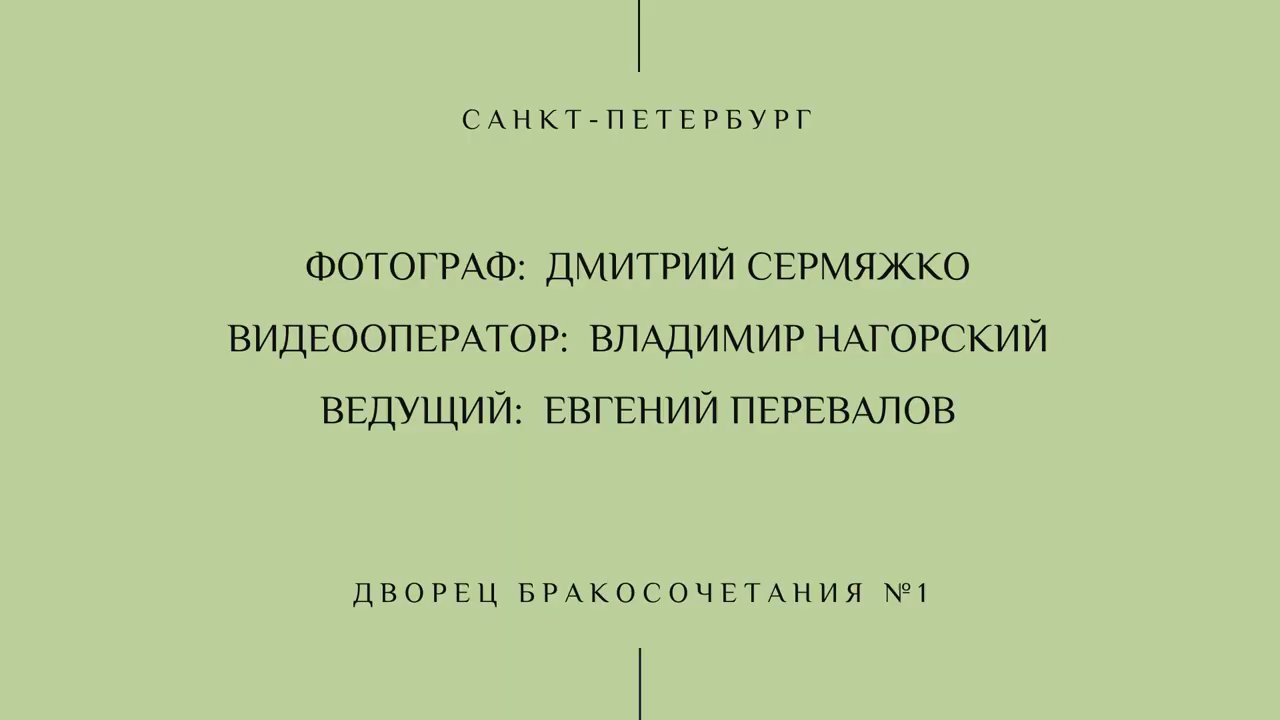 САНКТ-ПЕТЕРБУРГ
ФОТОГРАФ: ДМИТРИЙ СЕРМЯЖКО
ВИДЕООПЕРАТОР: ВЛАДИМИР НАГОРСКИЙ
ВЕДУЩИЙ: ЕВГЕНИЙ ПЕРЕВАЛОВ
ДВОРЕЦ БРАКОСОЧЕТАНИЯ №1